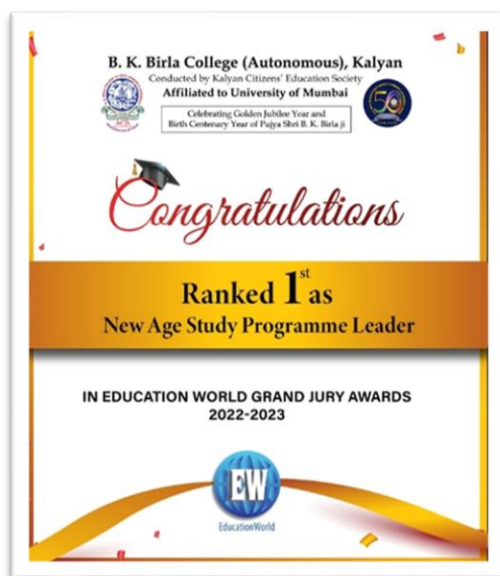 B. K. Birla College (Autonomous), Kalyan
Conducted by Kalyan Citizens' Education Society
Affiliated to University of Mumbai
Celebrating Golden Jubilee Year and
Birth Centenary Year of Pujya Shri B. K. Birla ji
50
Congratulations
Ranked 1st as
New Age Study Programme Leader
IN EDUCATION WORLD GRAND JURY AWARDS
2022-2023
EW
EducationWorld